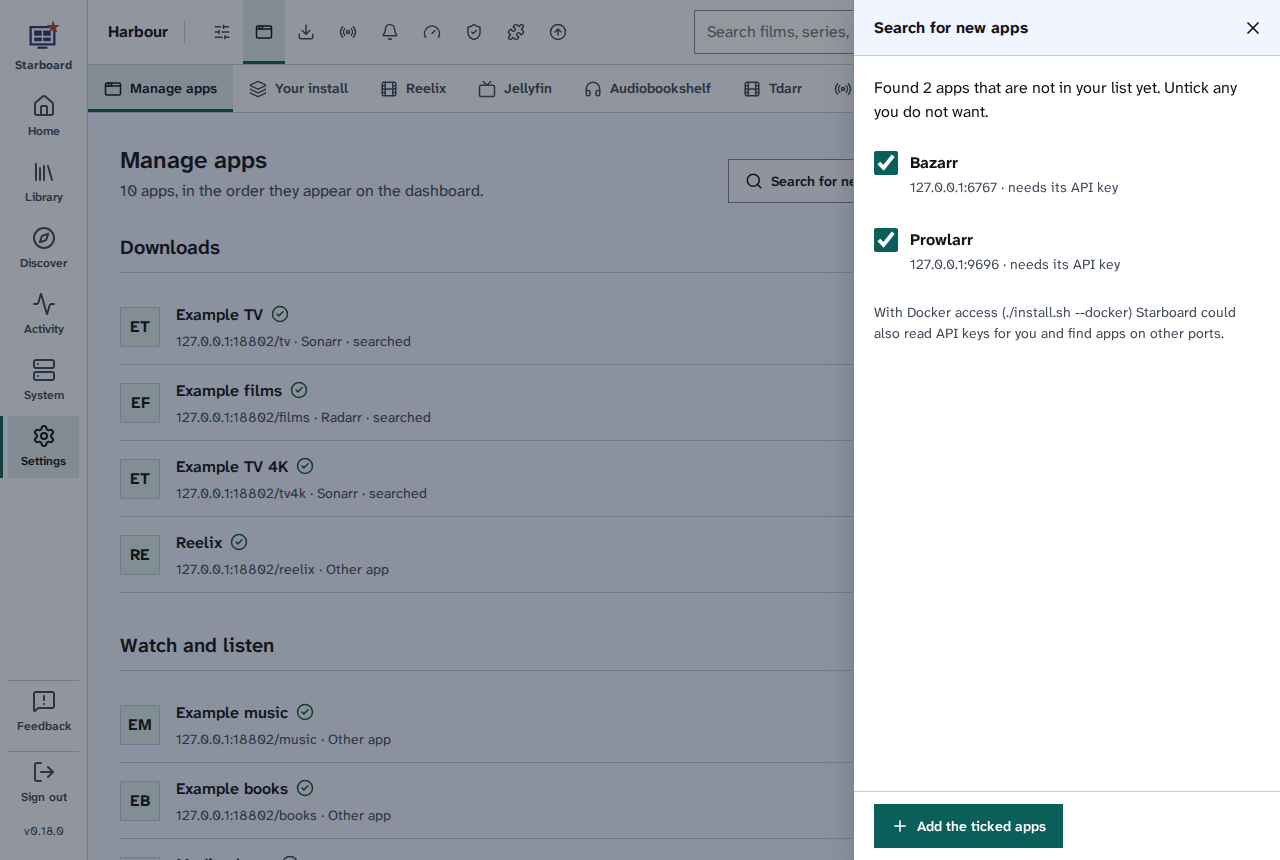 Starboard
Home
Library
Discover
Activity
System
Settings
Feedback
Sign out
v0.18.0
Harbour
Search films, series,
Manage apps
Your install
Reelix
Jellyfin
Audiobookshelf
Tdarr
Manage apps
10 apps, in the order they appear on the dashboard.
Search for ne
Downloads
ET
Example TV
127.0.0.1:18802/tv · Sonarr · searched
EF
Example films
127.0.0.1:18802/films · Radarr · searched
ET
Example TV 4K
127.0.0.1:18802/tv4k · Sonarr · searched
RE
Reelix
127.0.0.1:18802/reelix · Other app
Watch and listen
EM
Example music
127.0.0.1:18802/music · Other app
EB
Example books
127.0.0.1:18802/books · Other app
Search for new apps
Found 2 apps that are not in your list yet. Untick any
you do not want.
Bazarr
127.0.0.1:6767 · needs its API key
Prowlarr
127.0.0.1:9696 · needs its API key
With Docker access (./install.sh --docker) Starboard could
also read API keys for you and find apps on other ports.
Add the ticked apps